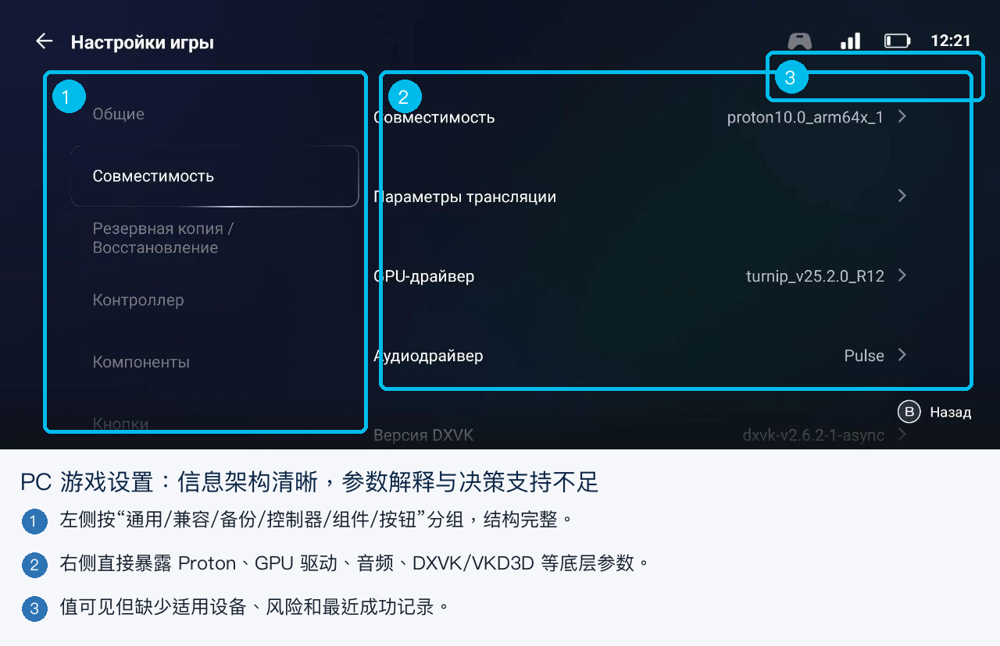 Настройки игры
12:21
1
2
3
Общие
Совместимость
Резервная копия /
Восстановление
Контроллер
Компоненты
Кнопки
Совместимость
proton10.0_arm64x_1
Параметры трансляции
GPU-драйвер
turnip_v25.2.0_R12
Аудиодрайвер
Pulse
Версия DXVK
dxvk-v2.6.2-1-async
B Назад
PC 游戏设置：信息架构清晰，参数解释与决策支持不足
1 左侧按“通用/兼容/备份/控制器/组件/按钮”分组，结构完整。
2 右侧直接暴露 Proton、GPU 驱动、音频、DXVK/VKD3D 等底层参数。
3 值可见但缺少适用设备、风险和最近成功记录。